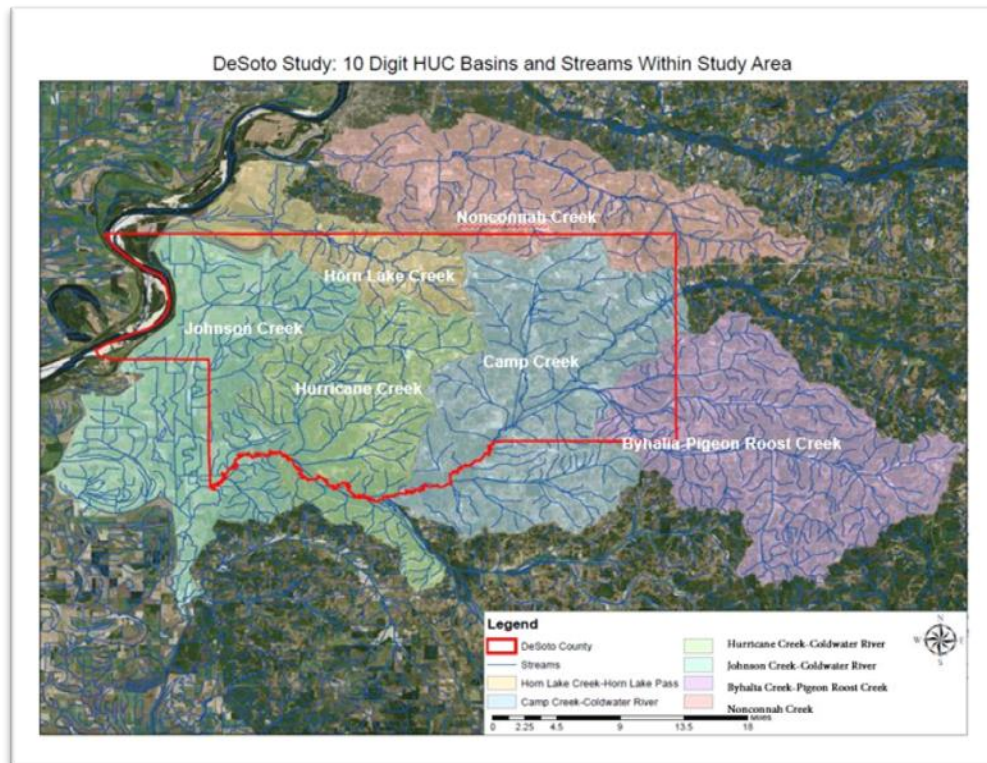 DeSoto Study: 10 Digit HUC Basins and Streams Within Study Area
Nonconnah Creek
Horn Lake Creek
Johnson Creek
Camp Creek
Hurricane Creek
Byhalia-Pigeon Roost Creek
Legend
DeSoto County
Streams
Horn Lake Creek-Horn Lake Pass
Camp Creek-Coldwater River
Hurricane Creek-Coldwater River
Johnson Creek-Coldwater River
Byhalia Creek-Pigeon Roost Creek
Nonconnah Creek
N
W E
S
Miles
0 2.25 4.5 9 13.5 18